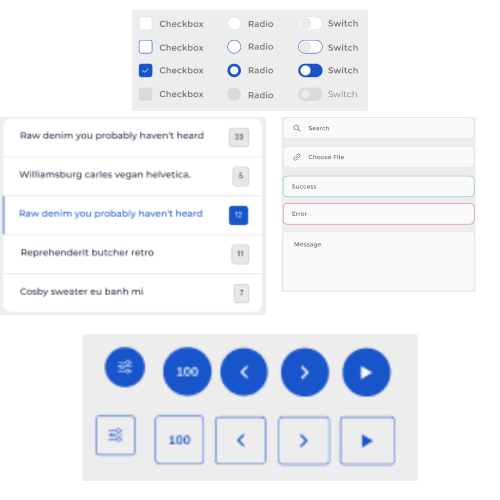 Checkbox Radio Switch
Checkbox Radio Switch
Checkbox Radio Switch
Checkbox Radio Switch
Raw denim you probably haven't heard 23
Williamsburg carles vegan helvetica. 5
Raw denim you probably haven't heard 12
Reprehenderit butcher retro 11
Cosby sweater eu banh mi 7
Search
Choose File
Success
Error
Message
100
100